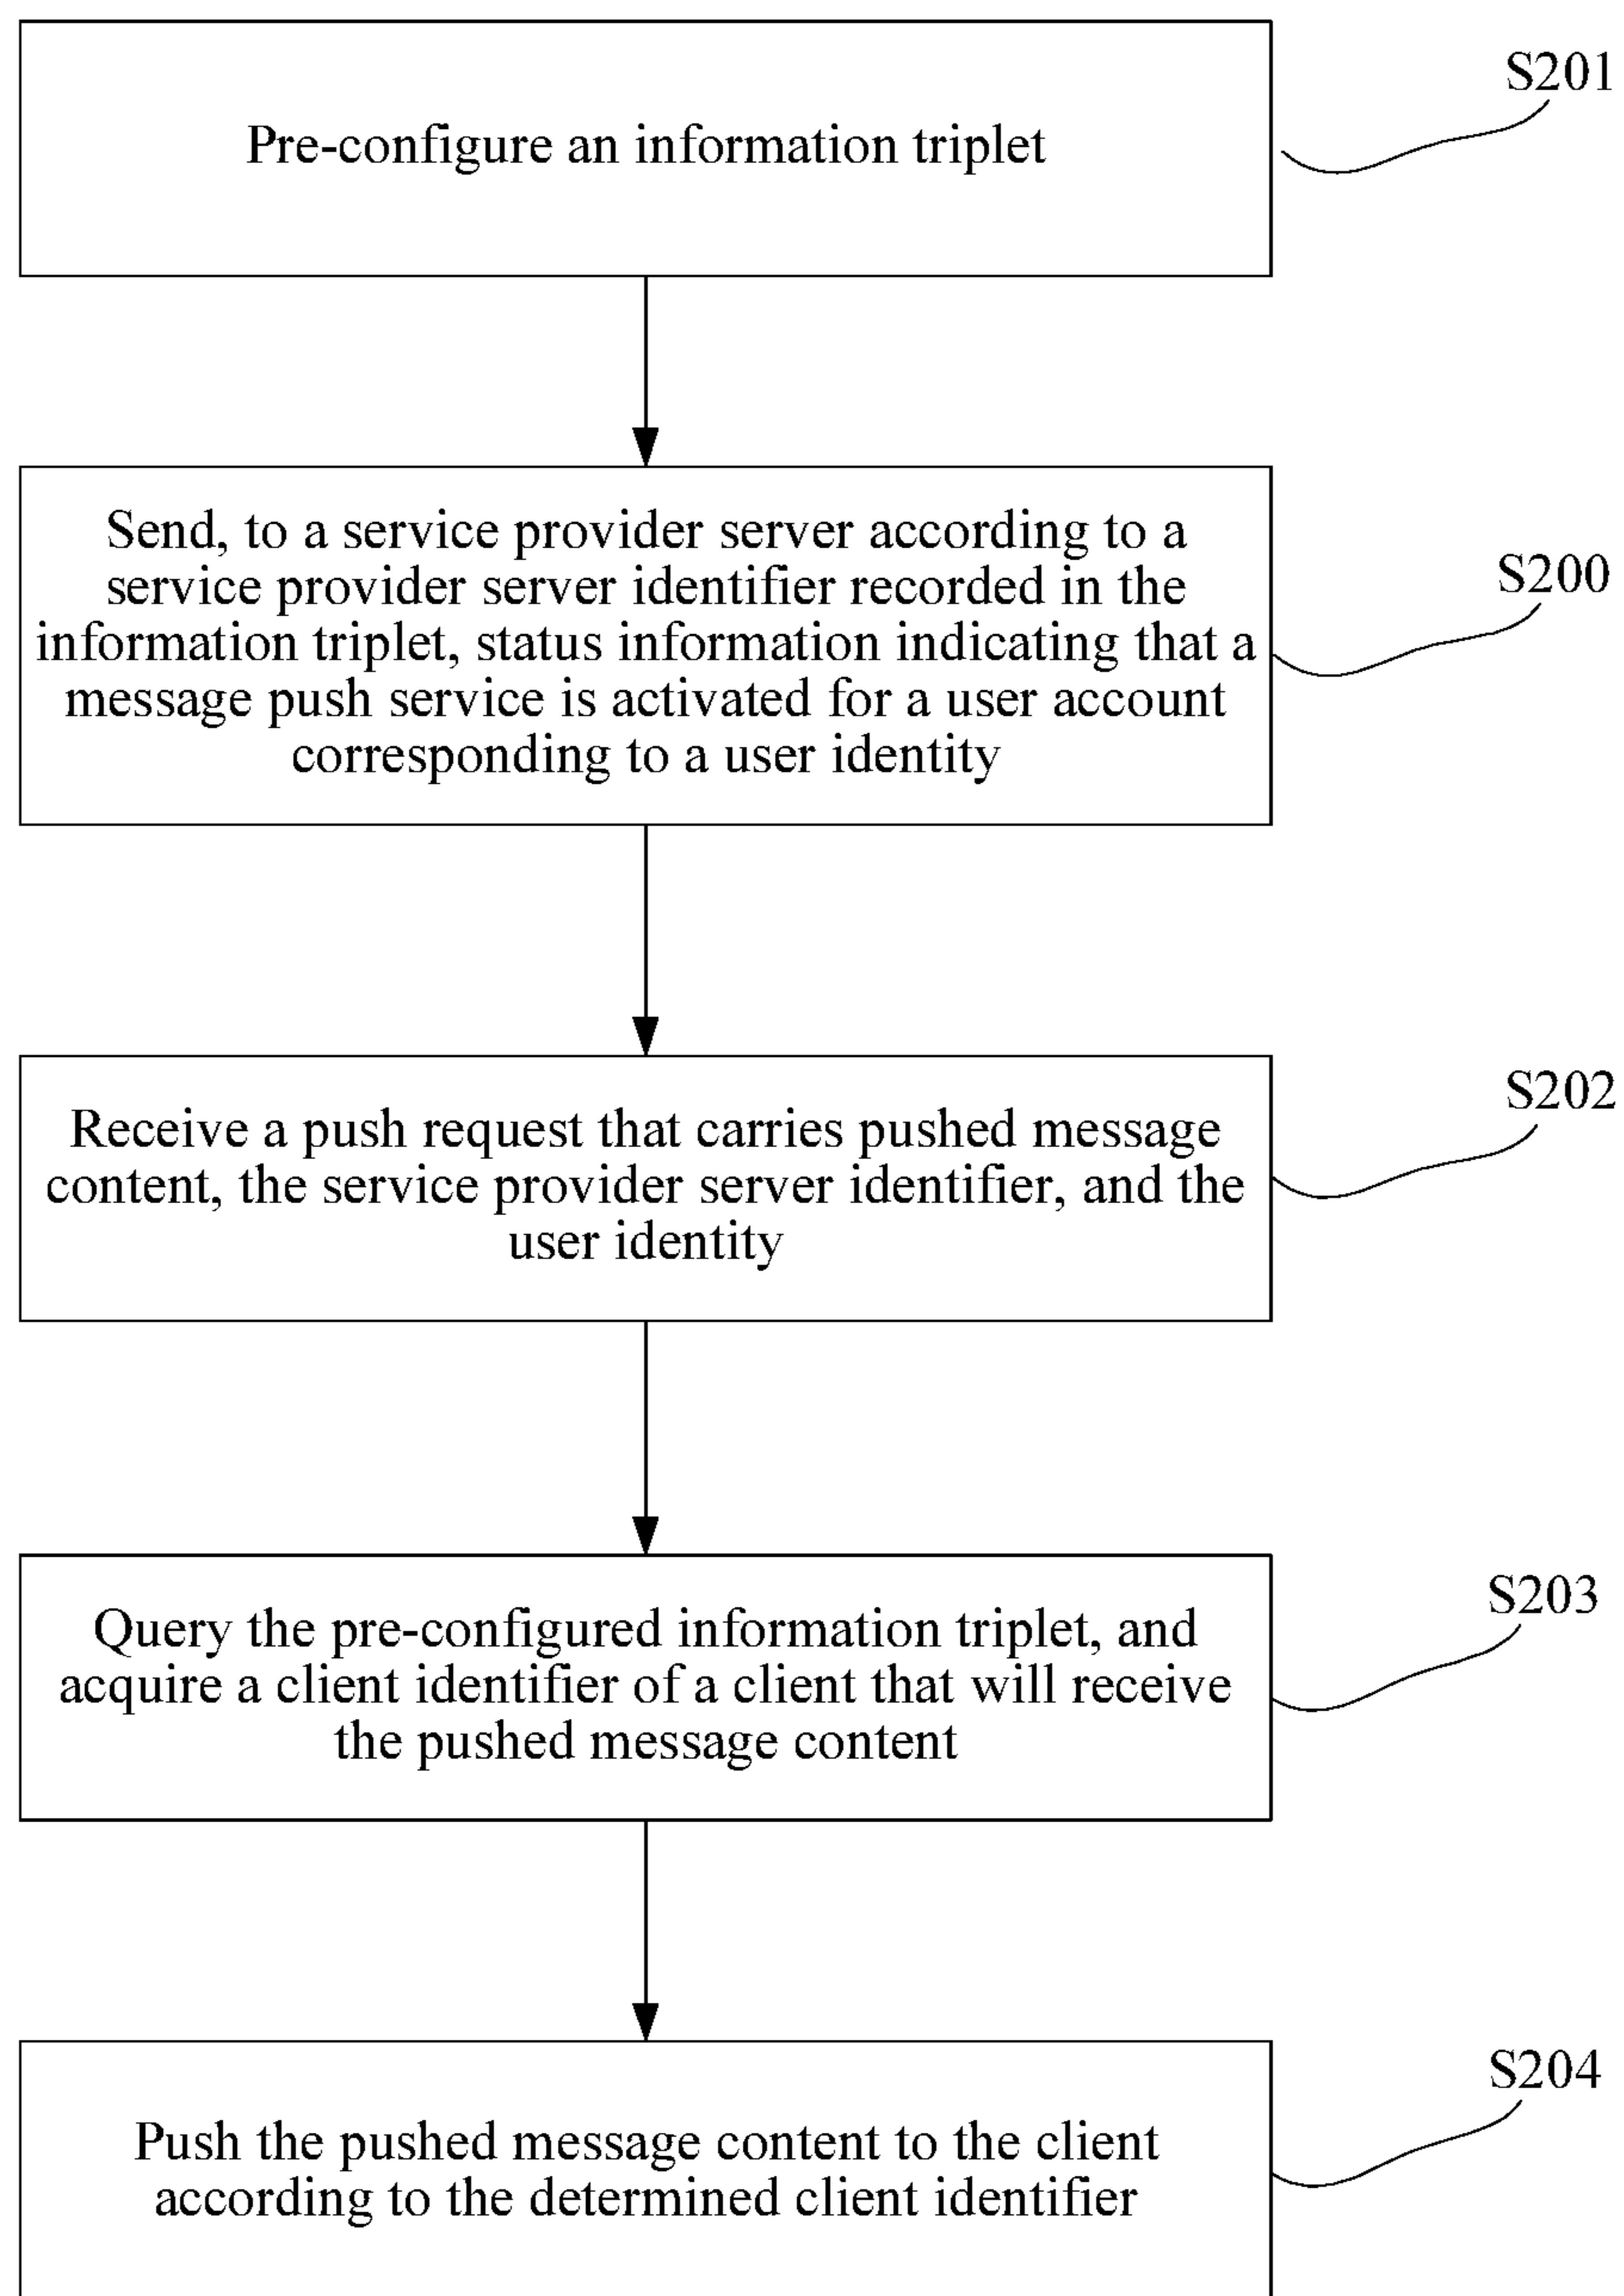 Pre-configure an information triplet
S201
Send, to a service provider server according to a
service provider server identifier recorded in the
information triplet, status information indicating that a
message push service is activated for a user account
corresponding to a user identity
S200
Receive a push request that carries pushed message
content, the service provider server identifier, and the
user identity
S202
Query the pre-configured information triplet, and
acquire a client identifier of a client that will receive
the pushed message content
S203
Push the pushed message content to the client
according to the determined client identifier
S204